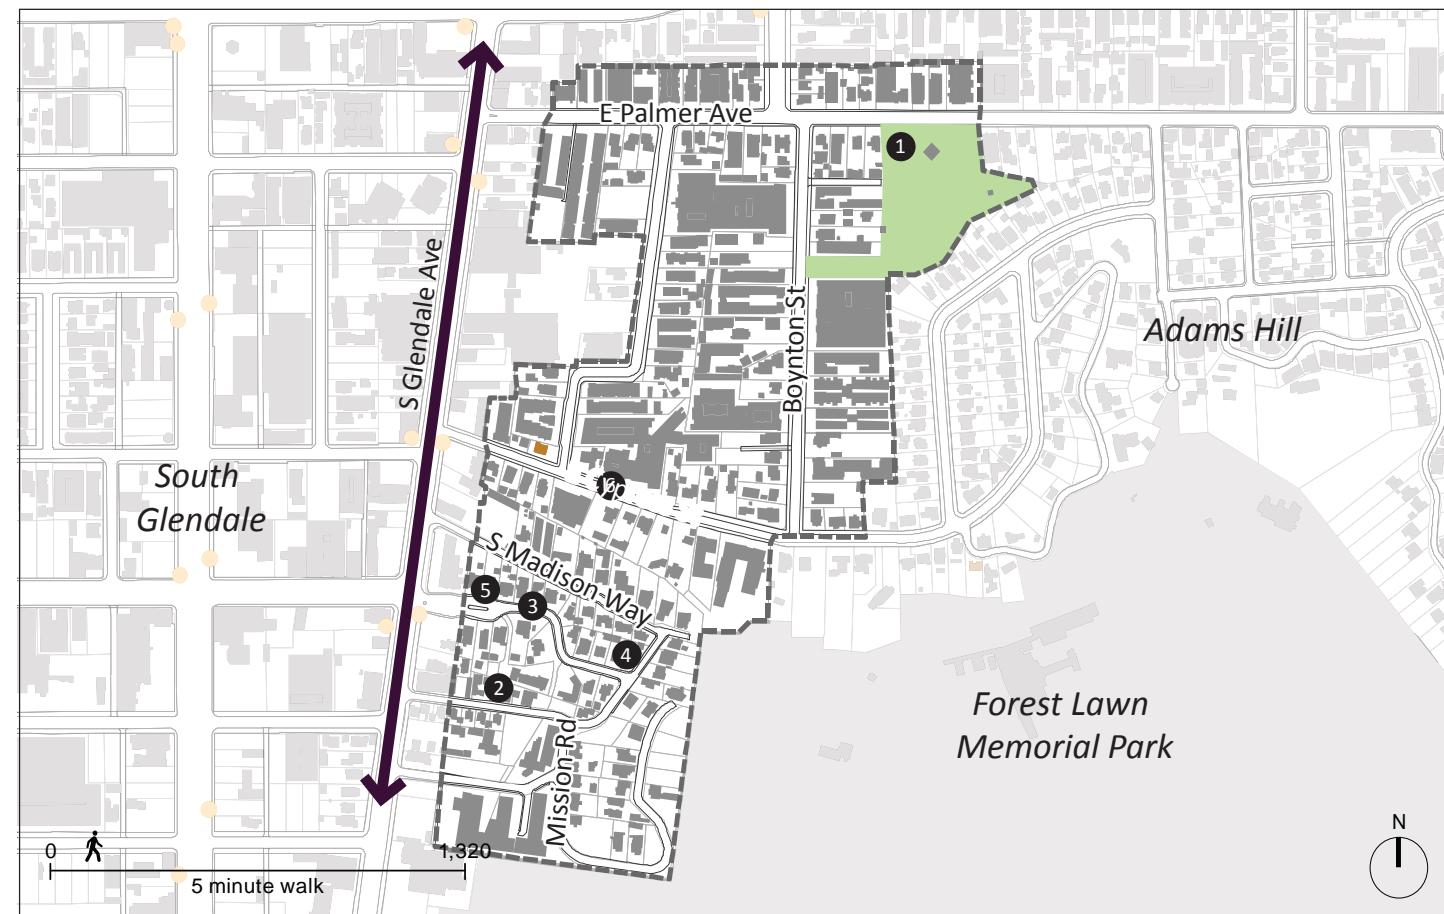 E Palmer Ave
1
S Glendale Ave
Boynton St
Adams Hill
South
Glendale
6
S Madison Way
5
3
4
2
Forest Lawn
Memorial Park
Mission Rd
N
0
1,320
5 minute walk